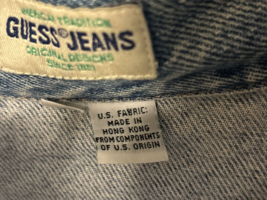 AMERICAN TRADITION
GUESS JEANS
ORIGINAL DESIGNS
SINCE 1981
U.S. FABRIC:
MADE IN
HONG KONG
FROM COMPONENTS
OF U.S. ORIGIN